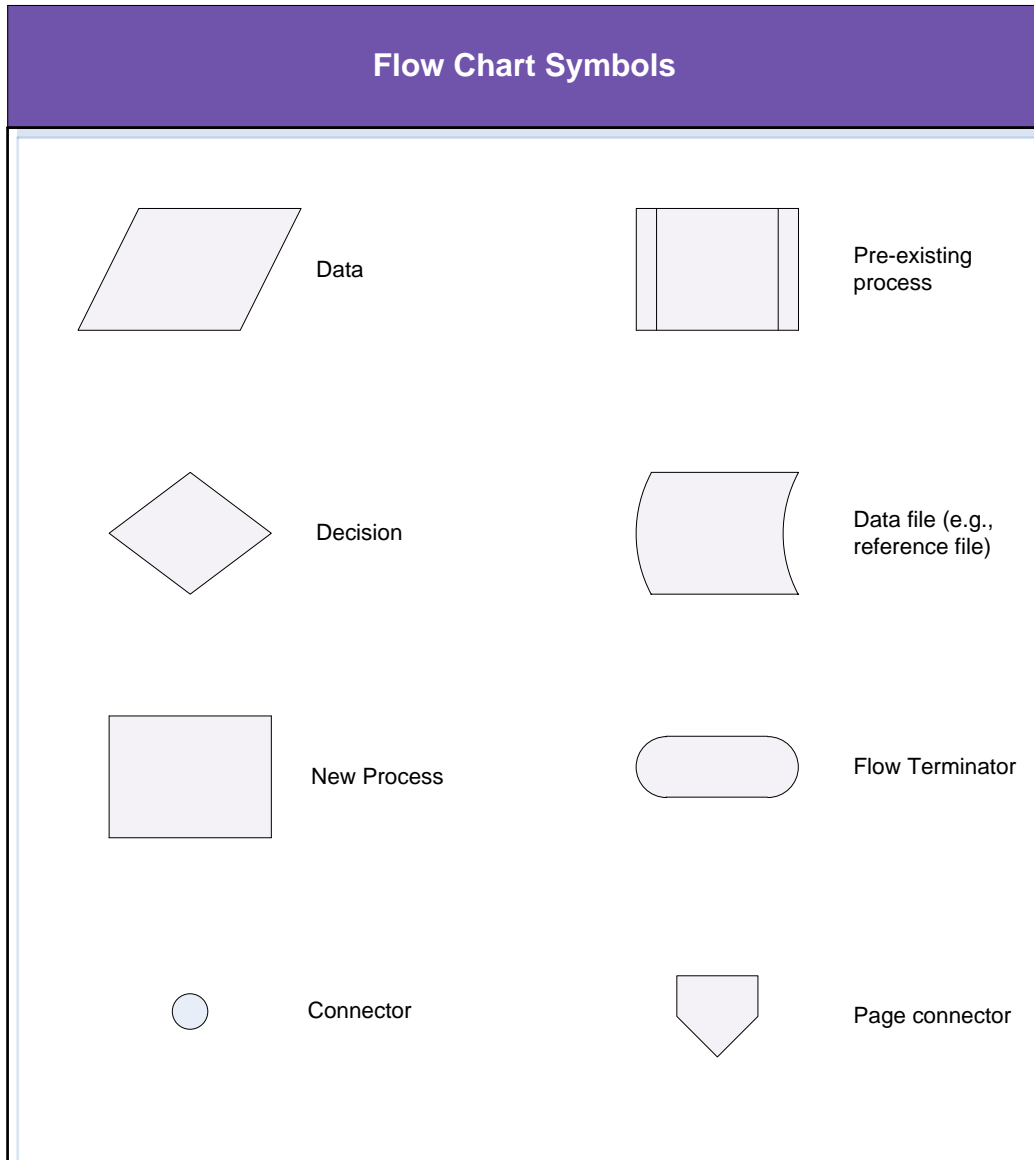 Flow Chart Symbols
Data
Pre-existing
process
Decision
Data file (e.g.,
reference file)
New Process
Flow Terminator
Connector
Page connector